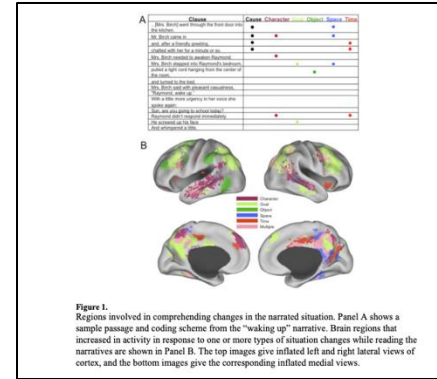 A
Clause Cause Character Goal Object Space Time
[Mrs. Birch] went through the front door into
the kitchen.
Mr. Birch came in
and, after a friendly greeting,
chatted with her for a minute or so.
Mrs. Birch needed to awaken Raymond.
Mrs. Birch stepped into Raymond's bedroom,
pulled a light cord hanging from the center of
the room,
and turned to the bed.
Mrs. Birch said with pleasant casualness,
"Raymond, wake up."
With a little more urgency in her voice she
spoke again:
Son, are you going to school today?
Raymond didn't respond immediately.
He screwed up his face
And whimpered a little.
B
Character
Goal
Object
Space
Time
Multiple
Figure 1.
Regions involved in comprehending changes in the narrated situation. Panel A shows a
sample passage and coding scheme from the “waking up” narrative. Brain regions that
increased in activity in response to one or more types of situation changes while reading the
narratives are shown in Panel B. The top images give inflated left and right lateral views of
cortex, and the bottom images give the corresponding inflated medial views.